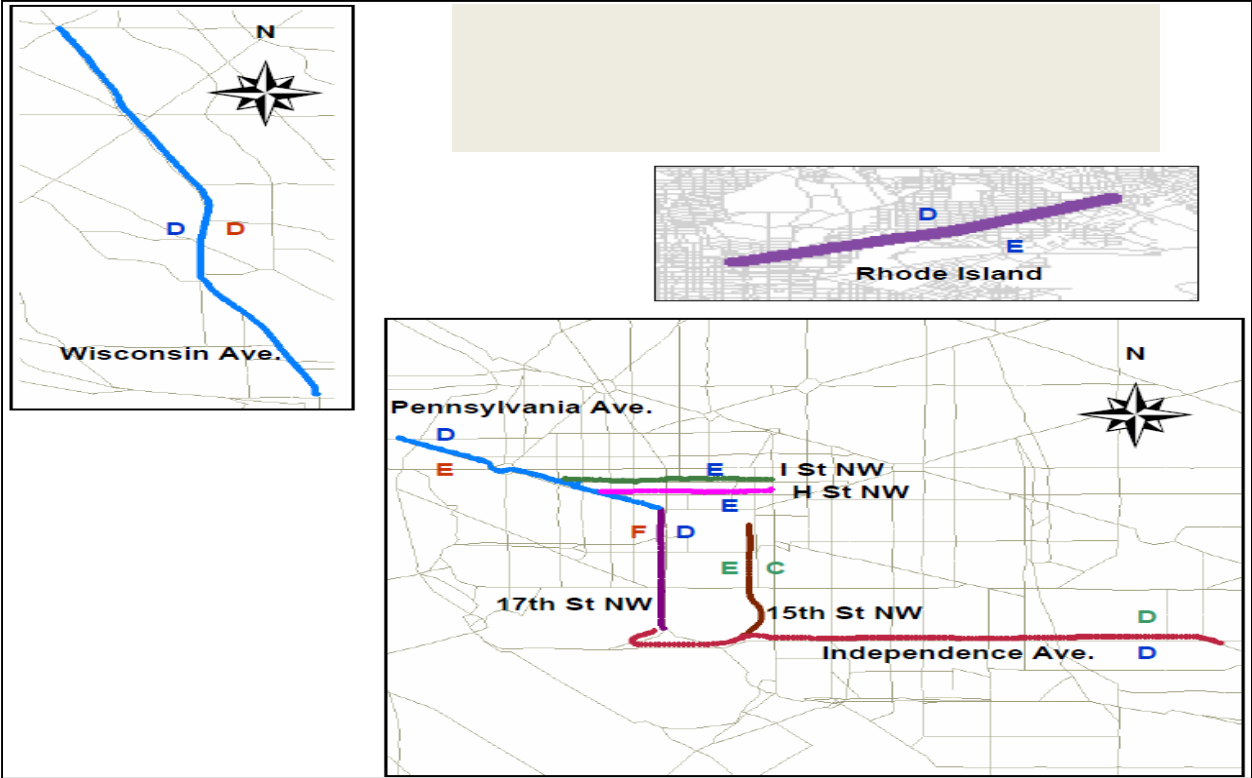 N
D D
Wisconsin Ave.
D
E
Rhode Island
N
Pennsylvania Ave.
D
E
E I St NW
H St NW
E
F D
E C
17th St NW
15th St NW
D
Independence Ave. D